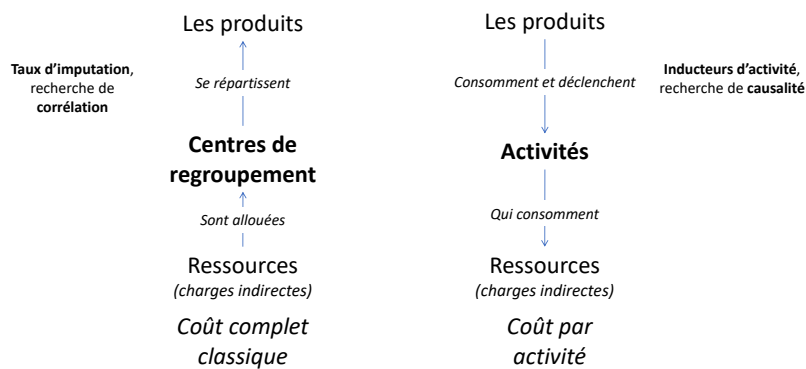 Les produits
Taux d’imputation,
recherche de
corrélation
Se répartissent
Centres de
regroupement
Sont allouées
Ressources
(charges indirectes)
Coût complet
classique
Les produits
Consomment et déclenchent
Inducteurs d’activité,
recherche de causalité
Activités
Qui consomment
Ressources
(charges indirectes)
Coût par
activité